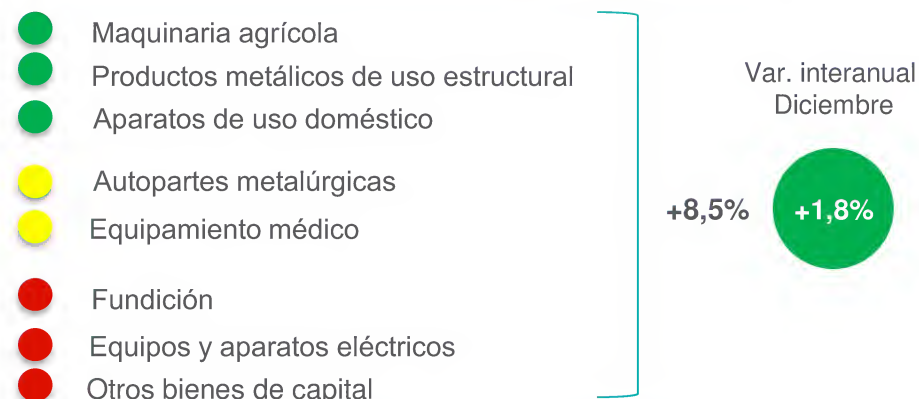 Maquinaria agrícola
Productos metálicos de uso estructural
Aparatos de uso doméstico
Autopartes metalúrgicas
Equipamiento médico
Fundición
Equipos y aparatos eléctricos
Otros bienes de capital
Var. interanual
Diciembre
+8,5%
+1,8%